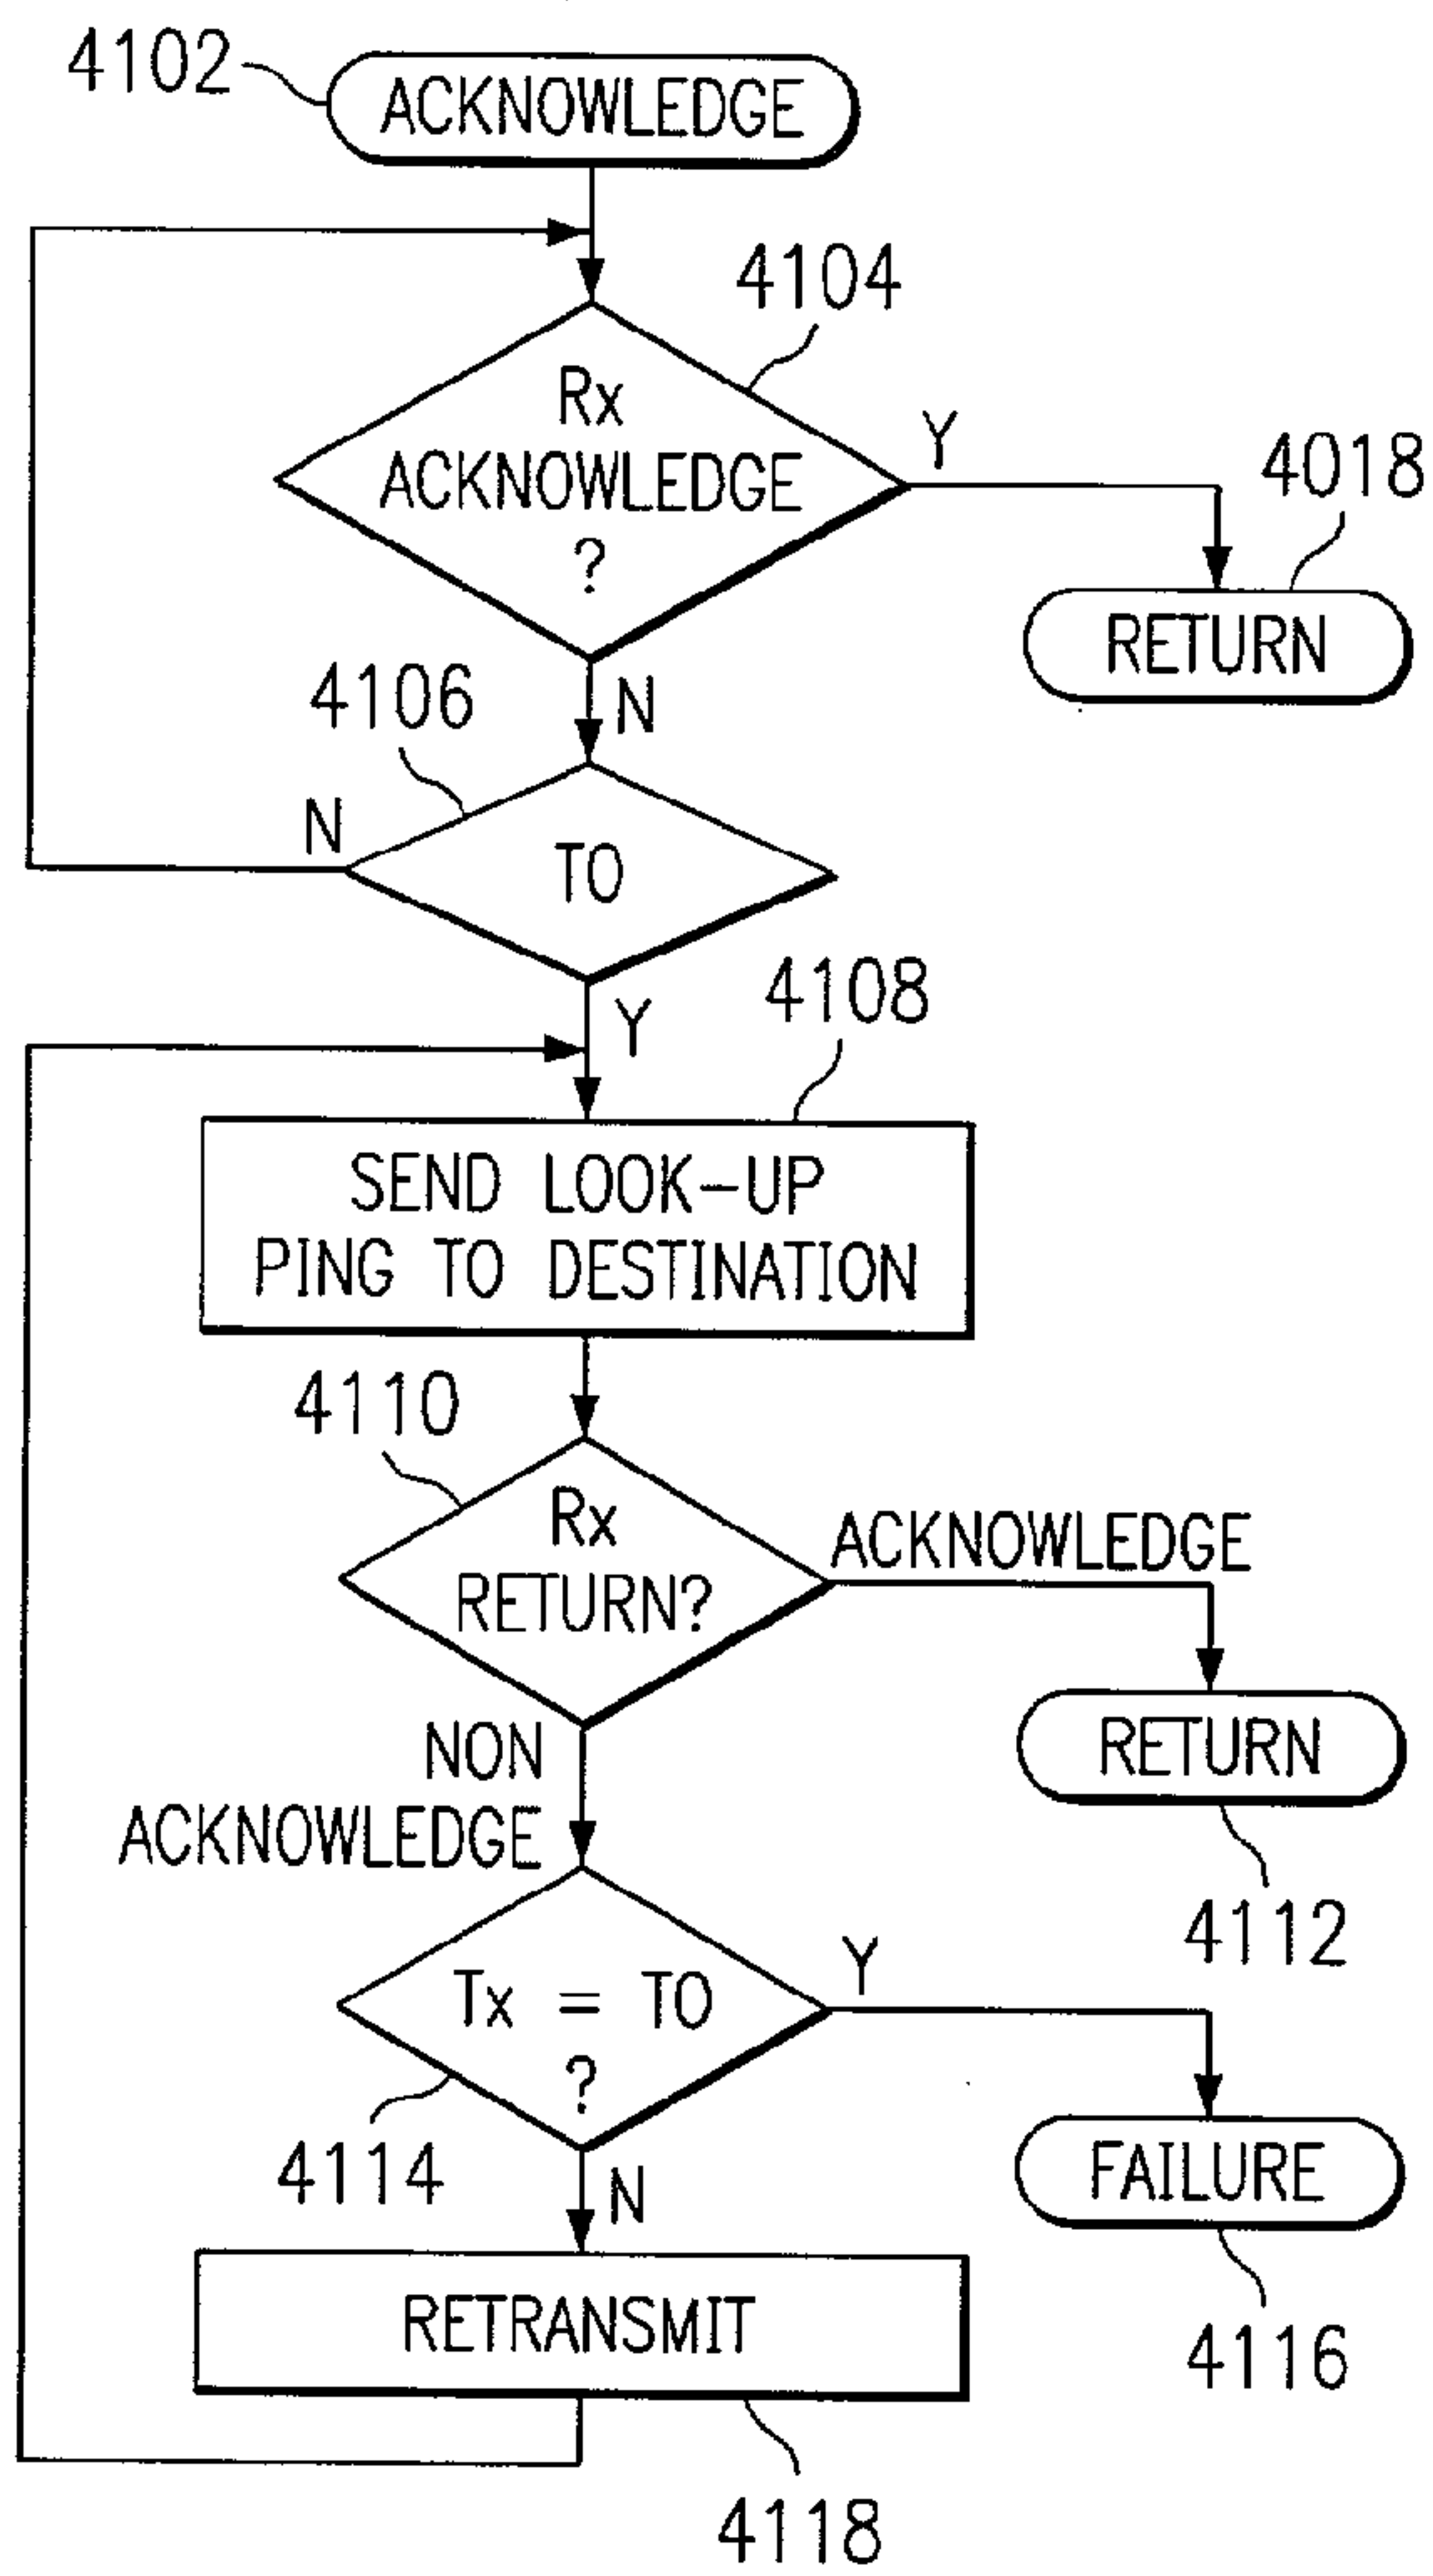 4102
ACKNOWLEDGE
4104
Rx
ACKNOWLEDGE
?
Y
4018
RETURN
N
4106
N
TO
Y
4108
SEND LOOK-UP
PING TO DESTINATION
4110
Rx
RETURN?
ACKNOWLEDGE
RETURN
4112
NON
ACKNOWLEDGE
Tx = TO
?
Y
4114
FAILURE
4116
N
RETRANSMIT
4118